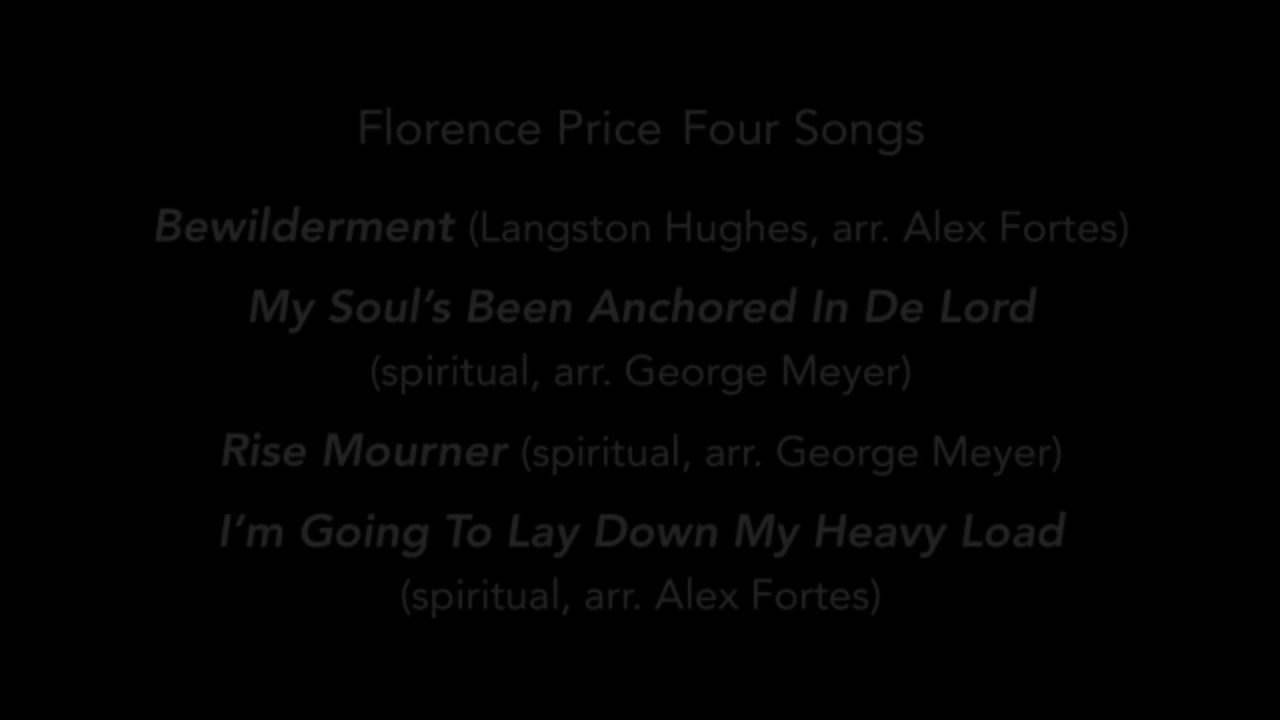 Florence Price Four Songs
Bewilderment (Langston Hughes, arr. Alex Fortes)
My Soul’s Been Anchored In De Lord
(spiritual, arr. George Meyer)
Rise Mourner (spiritual, arr. George Meyer)
I’m Going To Lay Down My Heavy Load
(spiritual, arr. Alex Fortes)